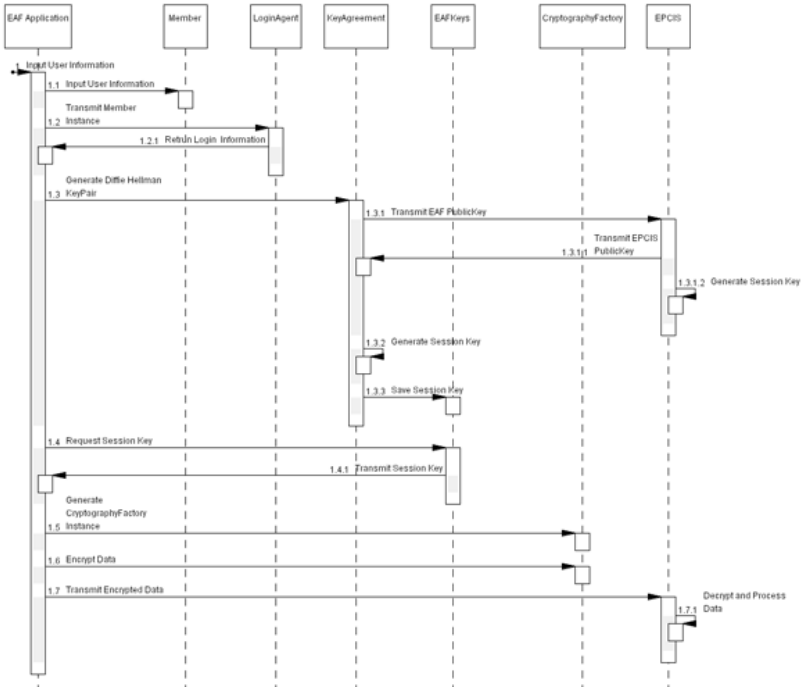 EAF Application Member LoginAgent KeyAgreement EAFKeys CryptographyFactory EPCIS
1 Input User Information
1.1 Input User Information
Transmit Member
1.2 Instance
1.2.1 Retrun Login Information
Generate Diffie Hellman
1.3 KeyPair
1.3.1 Transmit EAF PublicKey
Transmit EPCIS
1.3.1.1 PublicKey
1.3.1.2 Generate Session Key
1.3.2 Generate Session Key
1.3.3 Save Session Key
1.4 Request Session Key
1.4.1 Transmit Session Key
Generate
CryptographyFactory
1.5 Instance
1.6 Encrypt Data
1.7 Transmit Encrypted Data
Decrypt and Process
1.7.1 Data